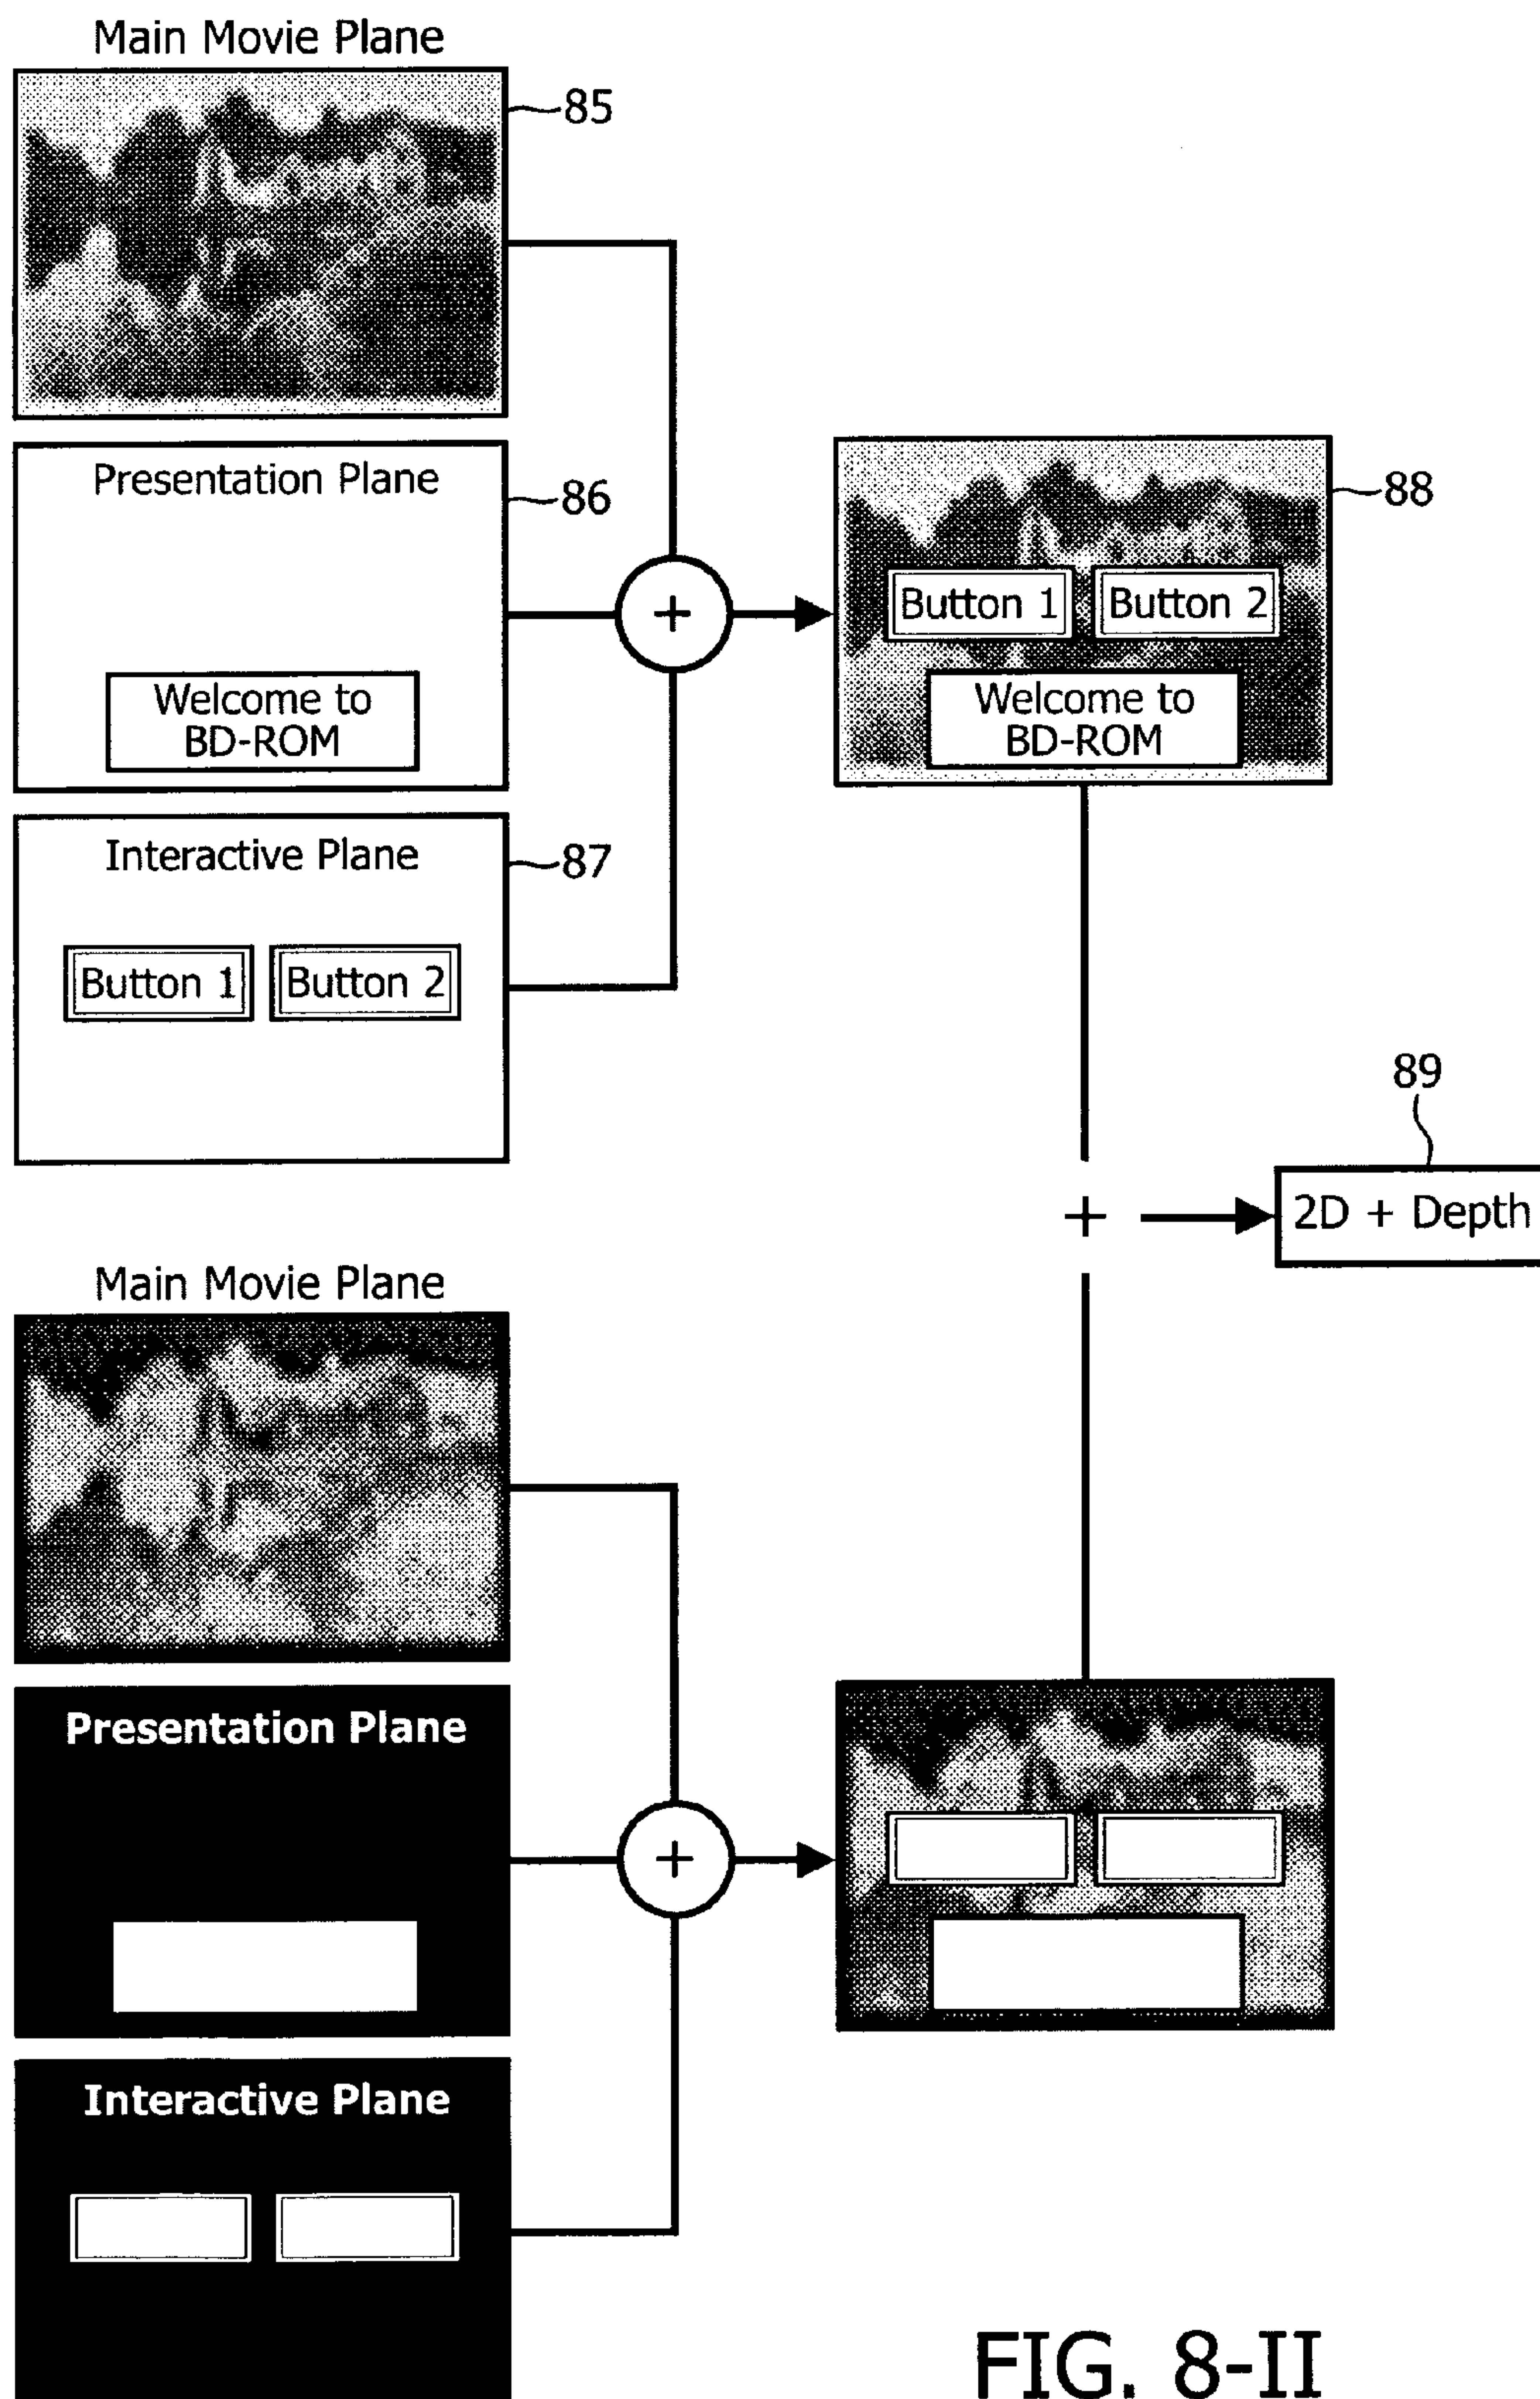 Main Movie Plane
85
Presentation Plane
86
Welcome to
BD-ROM
Interactive Plane
87
Button 1
Button 2
88
Button 1
Button 2
Welcome to
BD-ROM
89
+
+
2D + Depth
Main Movie Plane
Presentation Plane
+
Interactive Plane
FIG. 8-II